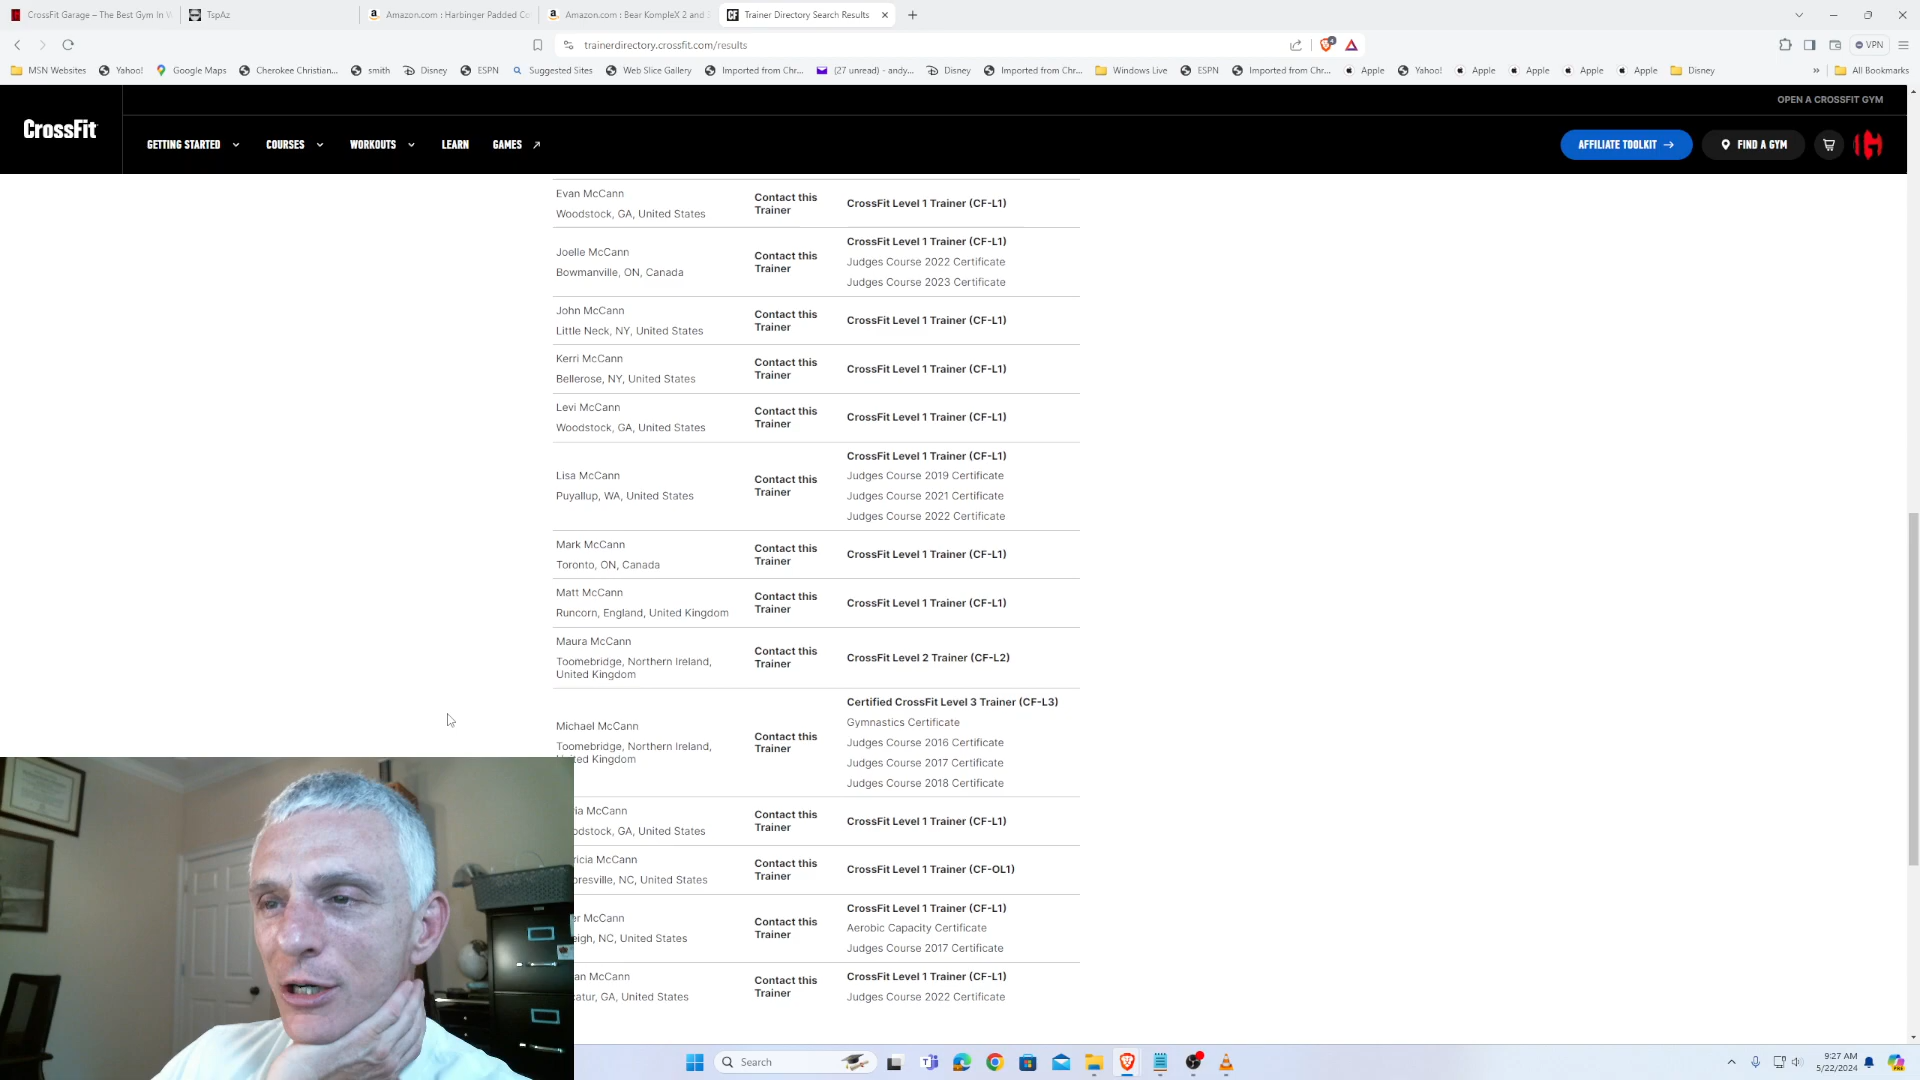 CrossFit Garage – The Best Gym In W
TspAz
Amazon.com : Harbinger Padded Co
Amazon.com : Bear KompleX 2 and 3
Trainer Directory Search Results
trainerdirectory.crossfit.com/results
VPN
MSN Websites
Yahoo!
Google Maps
Cherokee Christian...
smith
Disney
ESPN
Suggested Sites
Web Slice Gallery
Imported from Chr...
(27 unread) - andy...
Disney
Imported from Chr...
Windows Live
ESPN
Imported from Chr...
Apple
Yahoo!
Apple
Apple
Apple
Apple
Disney
All Bookmarks
OPEN A CROSSFIT GYM
CrossFit
GETTING STARTED
COURSES
WORKOUTS
LEARN
GAMES
AFFILIATE TOOLKIT
FIND A GYM
Evan McCann
Woodstock, GA, United States
Contact this
Trainer
CrossFit Level 1 Trainer (CF-L1)
Joelle McCann
Bowmanville, ON, Canada
Contact this
Trainer
CrossFit Level 1 Trainer (CF-L1)
Judges Course 2022 Certificate
Judges Course 2023 Certificate
John McCann
Little Neck, NY, United States
Contact this
Trainer
CrossFit Level 1 Trainer (CF-L1)
Kerri McCann
Bellerose, NY, United States
Contact this
Trainer
CrossFit Level 1 Trainer (CF-L1)
Levi McCann
Woodstock, GA, United States
Contact this
Trainer
CrossFit Level 1 Trainer (CF-L1)
Lisa McCann
Puyallup, WA, United States
Contact this
Trainer
CrossFit Level 1 Trainer (CF-L1)
Judges Course 2019 Certificate
Judges Course 2021 Certificate
Judges Course 2022 Certificate
Mark McCann
Toronto, ON, Canada
Contact this
Trainer
CrossFit Level 1 Trainer (CF-L1)
Matt McCann
Runcorn, England, United Kingdom
Contact this
Trainer
CrossFit Level 1 Trainer (CF-L1)
Maura McCann
Toomebridge, Northern Ireland,
United Kingdom
Contact this
Trainer
CrossFit Level 2 Trainer (CF-L2)
Michael McCann
Toomebridge, Northern Ireland,
United Kingdom
Contact this
Trainer
Certified CrossFit Level 3 Trainer (CF-L3)
Gymnastics Certificate
Judges Course 2016 Certificate
Judges Course 2017 Certificate
Judges Course 2018 Certificate
McCann
GA, United States
Contact this
Trainer
CrossFit Level 1 Trainer (CF-L1)
McCann
NC, United States
Contact this
Trainer
CrossFit Level 1 Trainer (CF-OL1)
McCann
NC, United States
Contact this
Trainer
CrossFit Level 1 Trainer (CF-L1)
Aerobic Capacity Certificate
Judges Course 2017 Certificate
McCann
GA, United States
Contact this
Trainer
CrossFit Level 1 Trainer (CF-L1)
Judges Course 2022 Certificate
Search
9:27 AM
5/22/2024